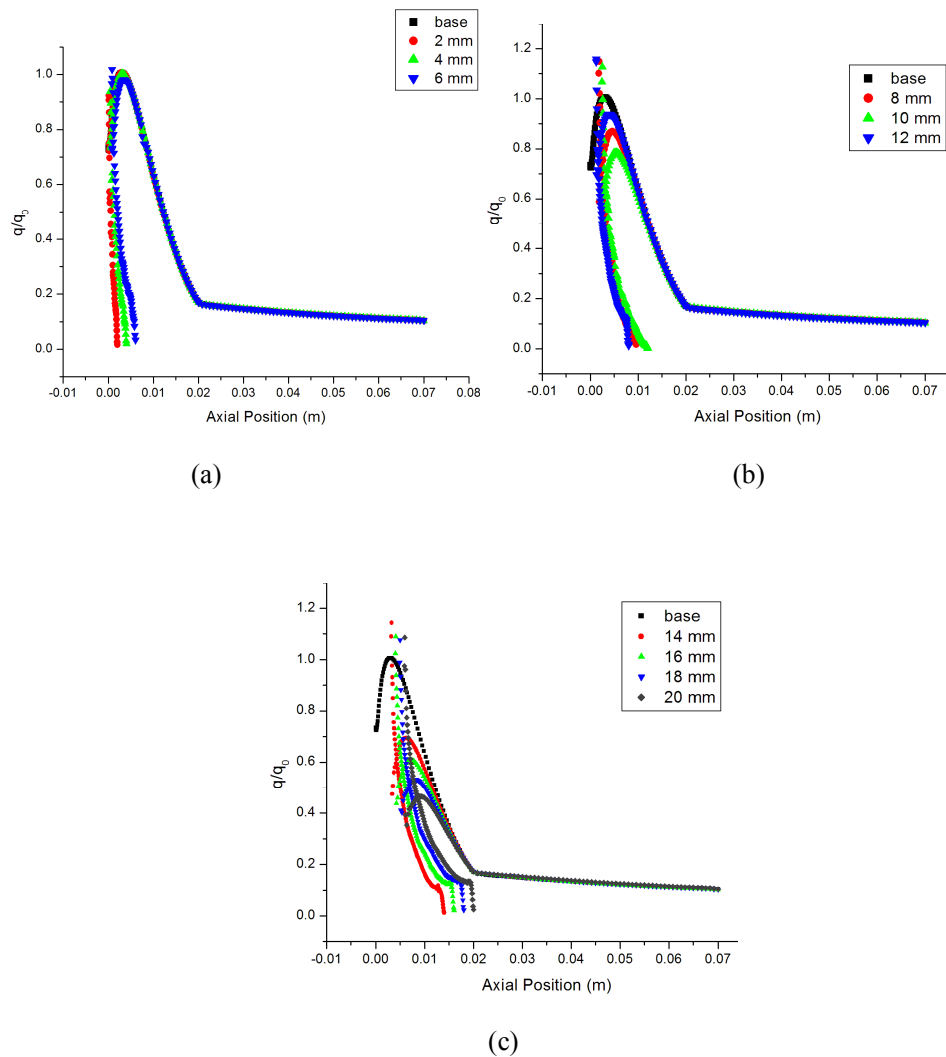 base
2 mm
4 mm
6 mm
1.0
0.8
0.6
0.4
0.2
0.0
q/q0
-0.01 0.00 0.01 0.02 0.03 0.04 0.05 0.06 0.07 0.08
Axial Position (m)
(a)
base
8 mm
10 mm
12 mm
1.2
1.0
0.8
0.6
0.4
0.2
0.0
q/q0
-0.01 0.00 0.01 0.02 0.03 0.04 0.05 0.06 0.07
Axial Position (m)
(b)
base
14 mm
16 mm
18 mm
20 mm
1.2
1.0
0.8
0.6
0.4
0.2
0.0
q/q0
-0.01 0.00 0.01 0.02 0.03 0.04 0.05 0.06 0.07
Axial Position (m)
(c)